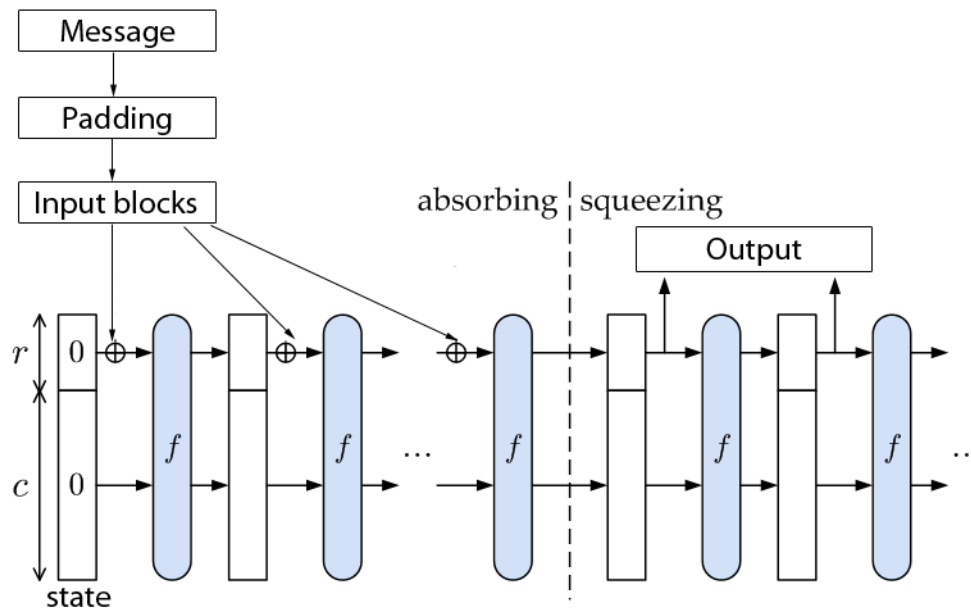 Message
Padding
Input blocks
absorbing squeezing
Output
r 0
f f ... f f f
c 0 ..
state